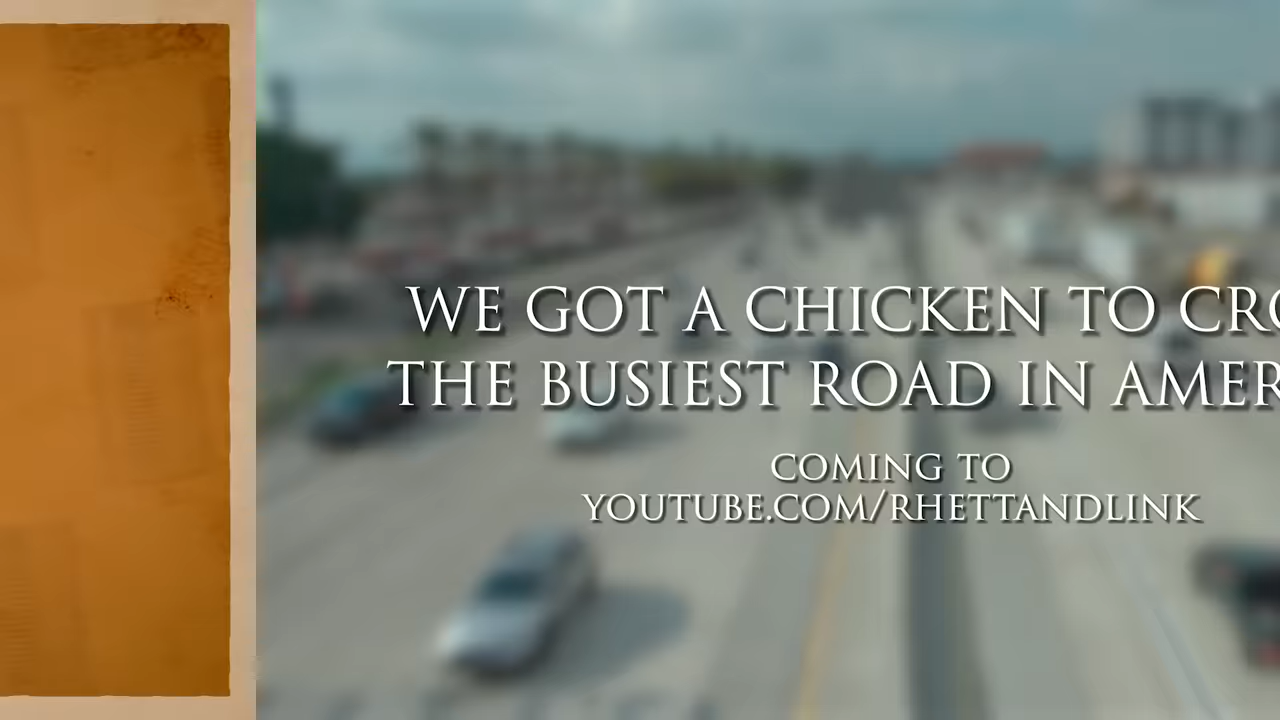 WE GOT A CHICKEN TO CRO
THE BUSIEST ROAD IN AMER
COMING TO
YOUTUBE.COM/RHETTANDLINK